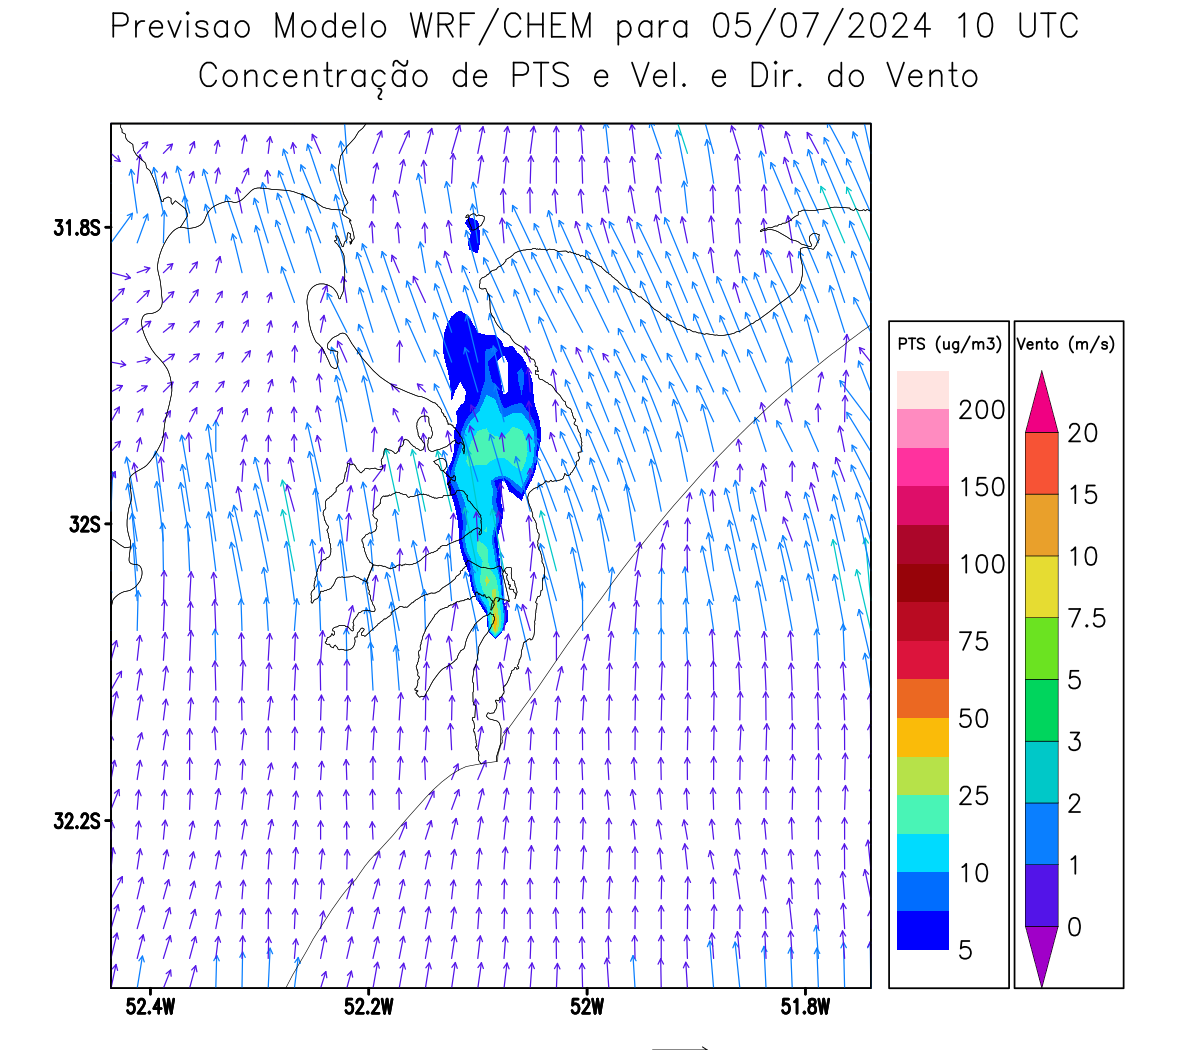 Previsao Modelo WRF/CHEM para 05/07/2024 10 UTC
Concentração de PTS e Vel. e Dir. do Vento
31.8S
32S
32.2S
52.4W 52.2W 52W 51.8W
PTS (ug/m3)
200
150
100
75
50
25
10
5
Vento (m/s)
20
15
10
7.5
5
3
2
1
0